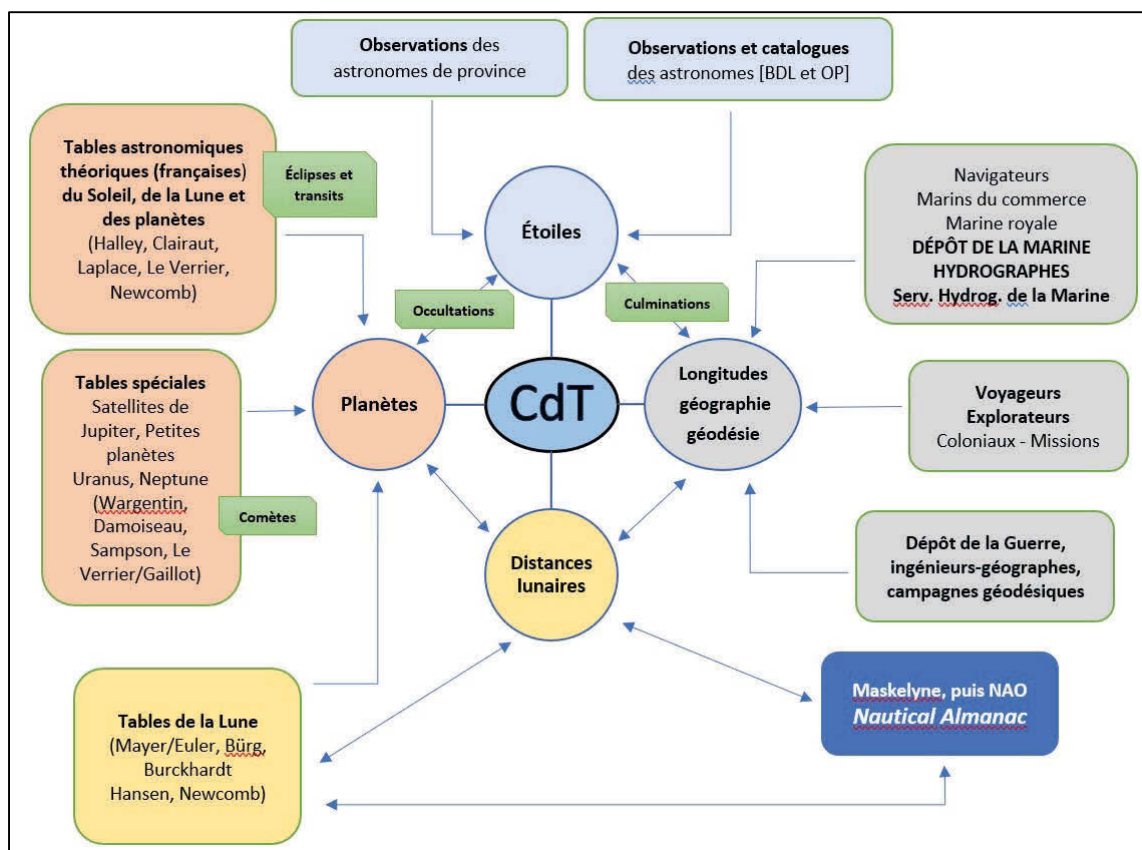 Observations des
astronomes de province
Observations et catalogues
des astronomes [BDL et OP]
Tables astronomiques
théoriques (françaises)
du Soleil, de la Lune et
des planètes
(Halley, Clairaut,
Laplace, Le Verrier,
Newcomb)
Éclipses et
transits
Étoiles
Navigateurs
Marins du commerce
Marine royale
DÉPÔT DE LA MARINE
HYDROGRAPHES
Serv. Hydrog. de la Marine
Occultations
Culminations
Tables spéciales
Satellites de
Jupiter, Petites
planètes
Uranus, Neptune
(Wargentin,
Damoiseau,
Sampson, Le
Verrier/Gaillot)
Comètes
Planètes
CdT
Longitudes
géographie
géodésie
Voyageurs
Explorateurs
Coloniaux - Missions
Distances
lunaires
Dépôt de la Guerre,
ingénieurs-géographes,
campagnes géodésiques
Tables de la Lune
(Mayer/Euler, Bürg,
Burckhardt
Hansen, Newcomb)
Maskelyne, puis NAO
Nautical Almanac